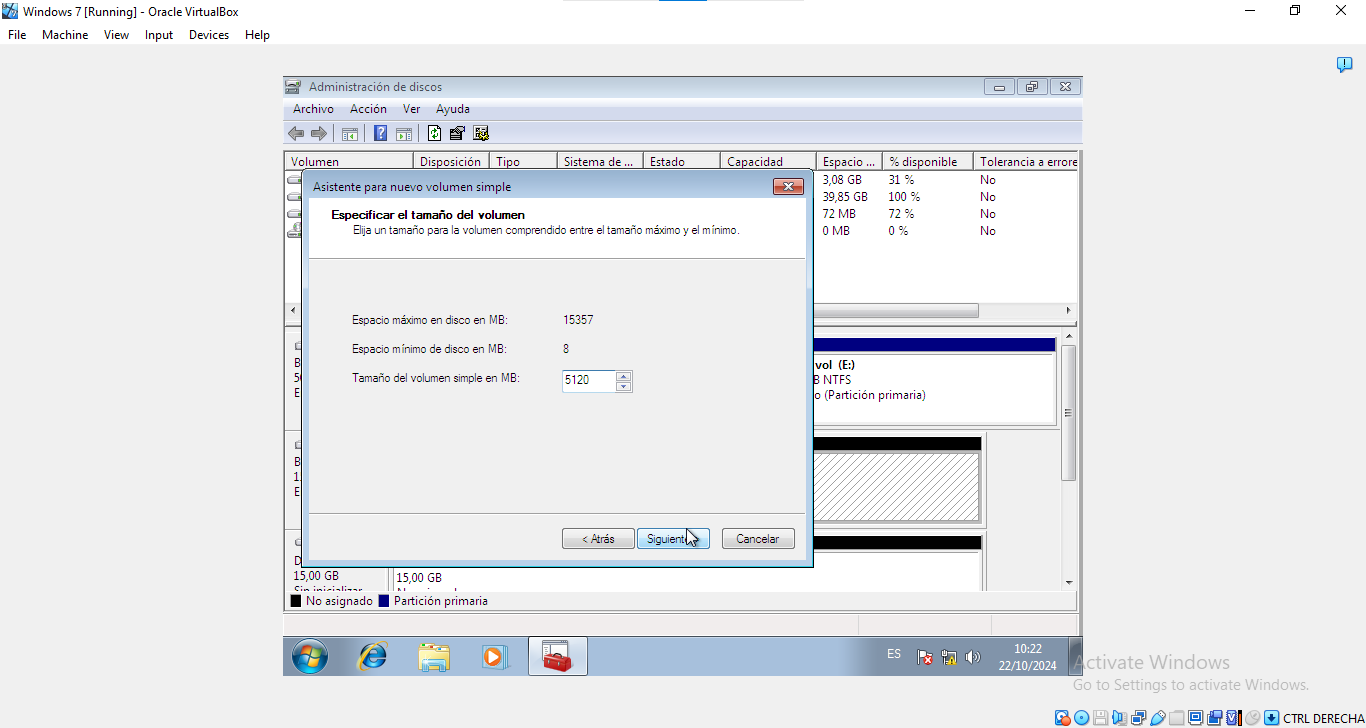 Windows 7 [Running] - Oracle VirtualBox
File Machine View Input Devices Help
Administración de discos
Archivo Acción Ver Ayuda
Volumen Disposición Tipo Sistema de ... Estado Capacidad Espacio ... % disponible Tolerancia a errore
3,08 GB 31 % No
39,85 GB 100 % No
72 MB 72 % No
0 MB 0 % No
Asistente para nuevo volumen simple
Especificar el tamaño del volumen
Elija un tamaño para la volumen comprendido entre el tamaño máximo y el mínimo.
Espacio máximo en disco en MB: 15357
Espacio mínimo de disco en MB: 8
Tamaño del volumen simple en MB: 5120
< Atrás Siguiente Cancelar
vol (E:)
B NTFS
o (Partición primaria)
B
50
E
B
1
E
D
15,00 GB
15,00 GB
Sin inicializar
No asignado Partición primaria
ES
10:22
22/10/2024
Activate Windows
Go to Settings to activate Windows.
CTRL DERECHA